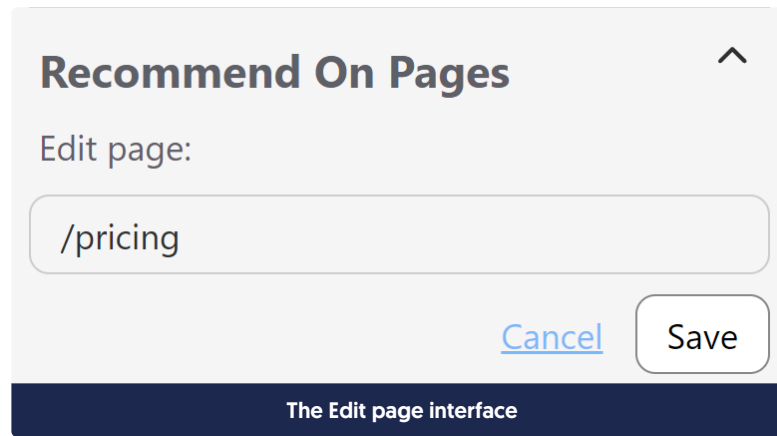 Recommend On Pages
Edit page:
/pricing
Cancel Save
The Edit page interface